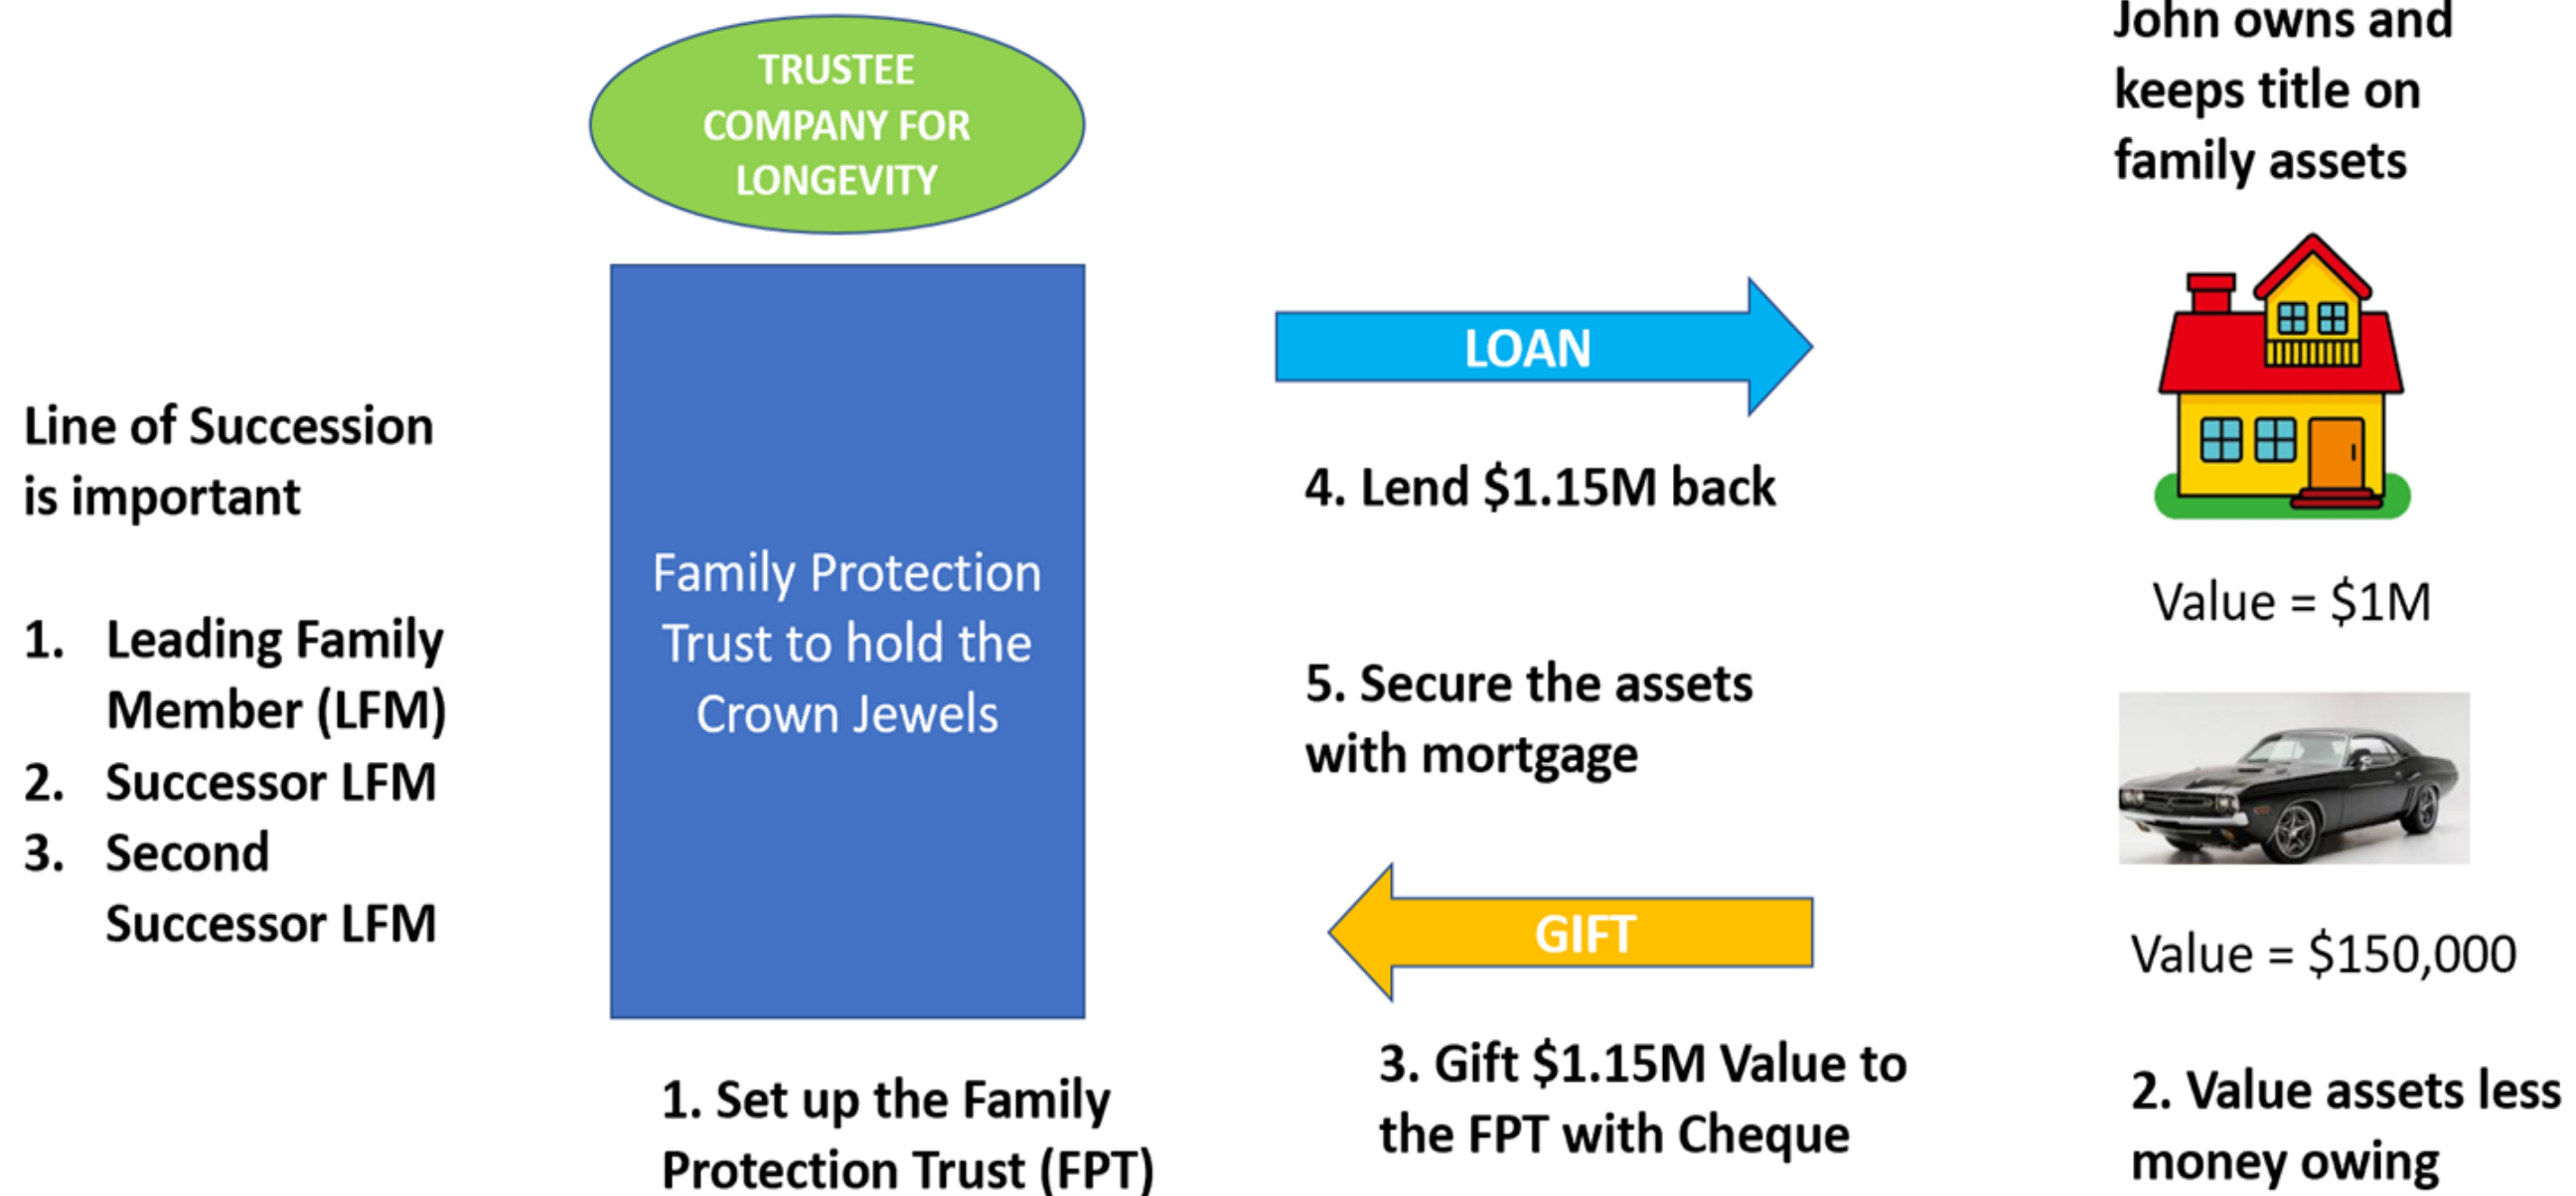 TRUSTEE
COMPANY FOR
LONGEVITY
John owns and
keeps title on
family assets
Line of Succession
is important
1. Leading Family
Member (LFM)
2. Successor LFM
3. Second
Successor LFM
Family Protection
Trust to hold the
Crown Jewels
1. Set up the Family
Protection Trust (FPT)
LOAN
4. Lend $1.15M back
5. Secure the assets
with mortgage
GIFT
3. Gift $1.15M Value to
the FPT with Cheque
Value = $1M
Value = $150,000
2. Value assets less
money owing